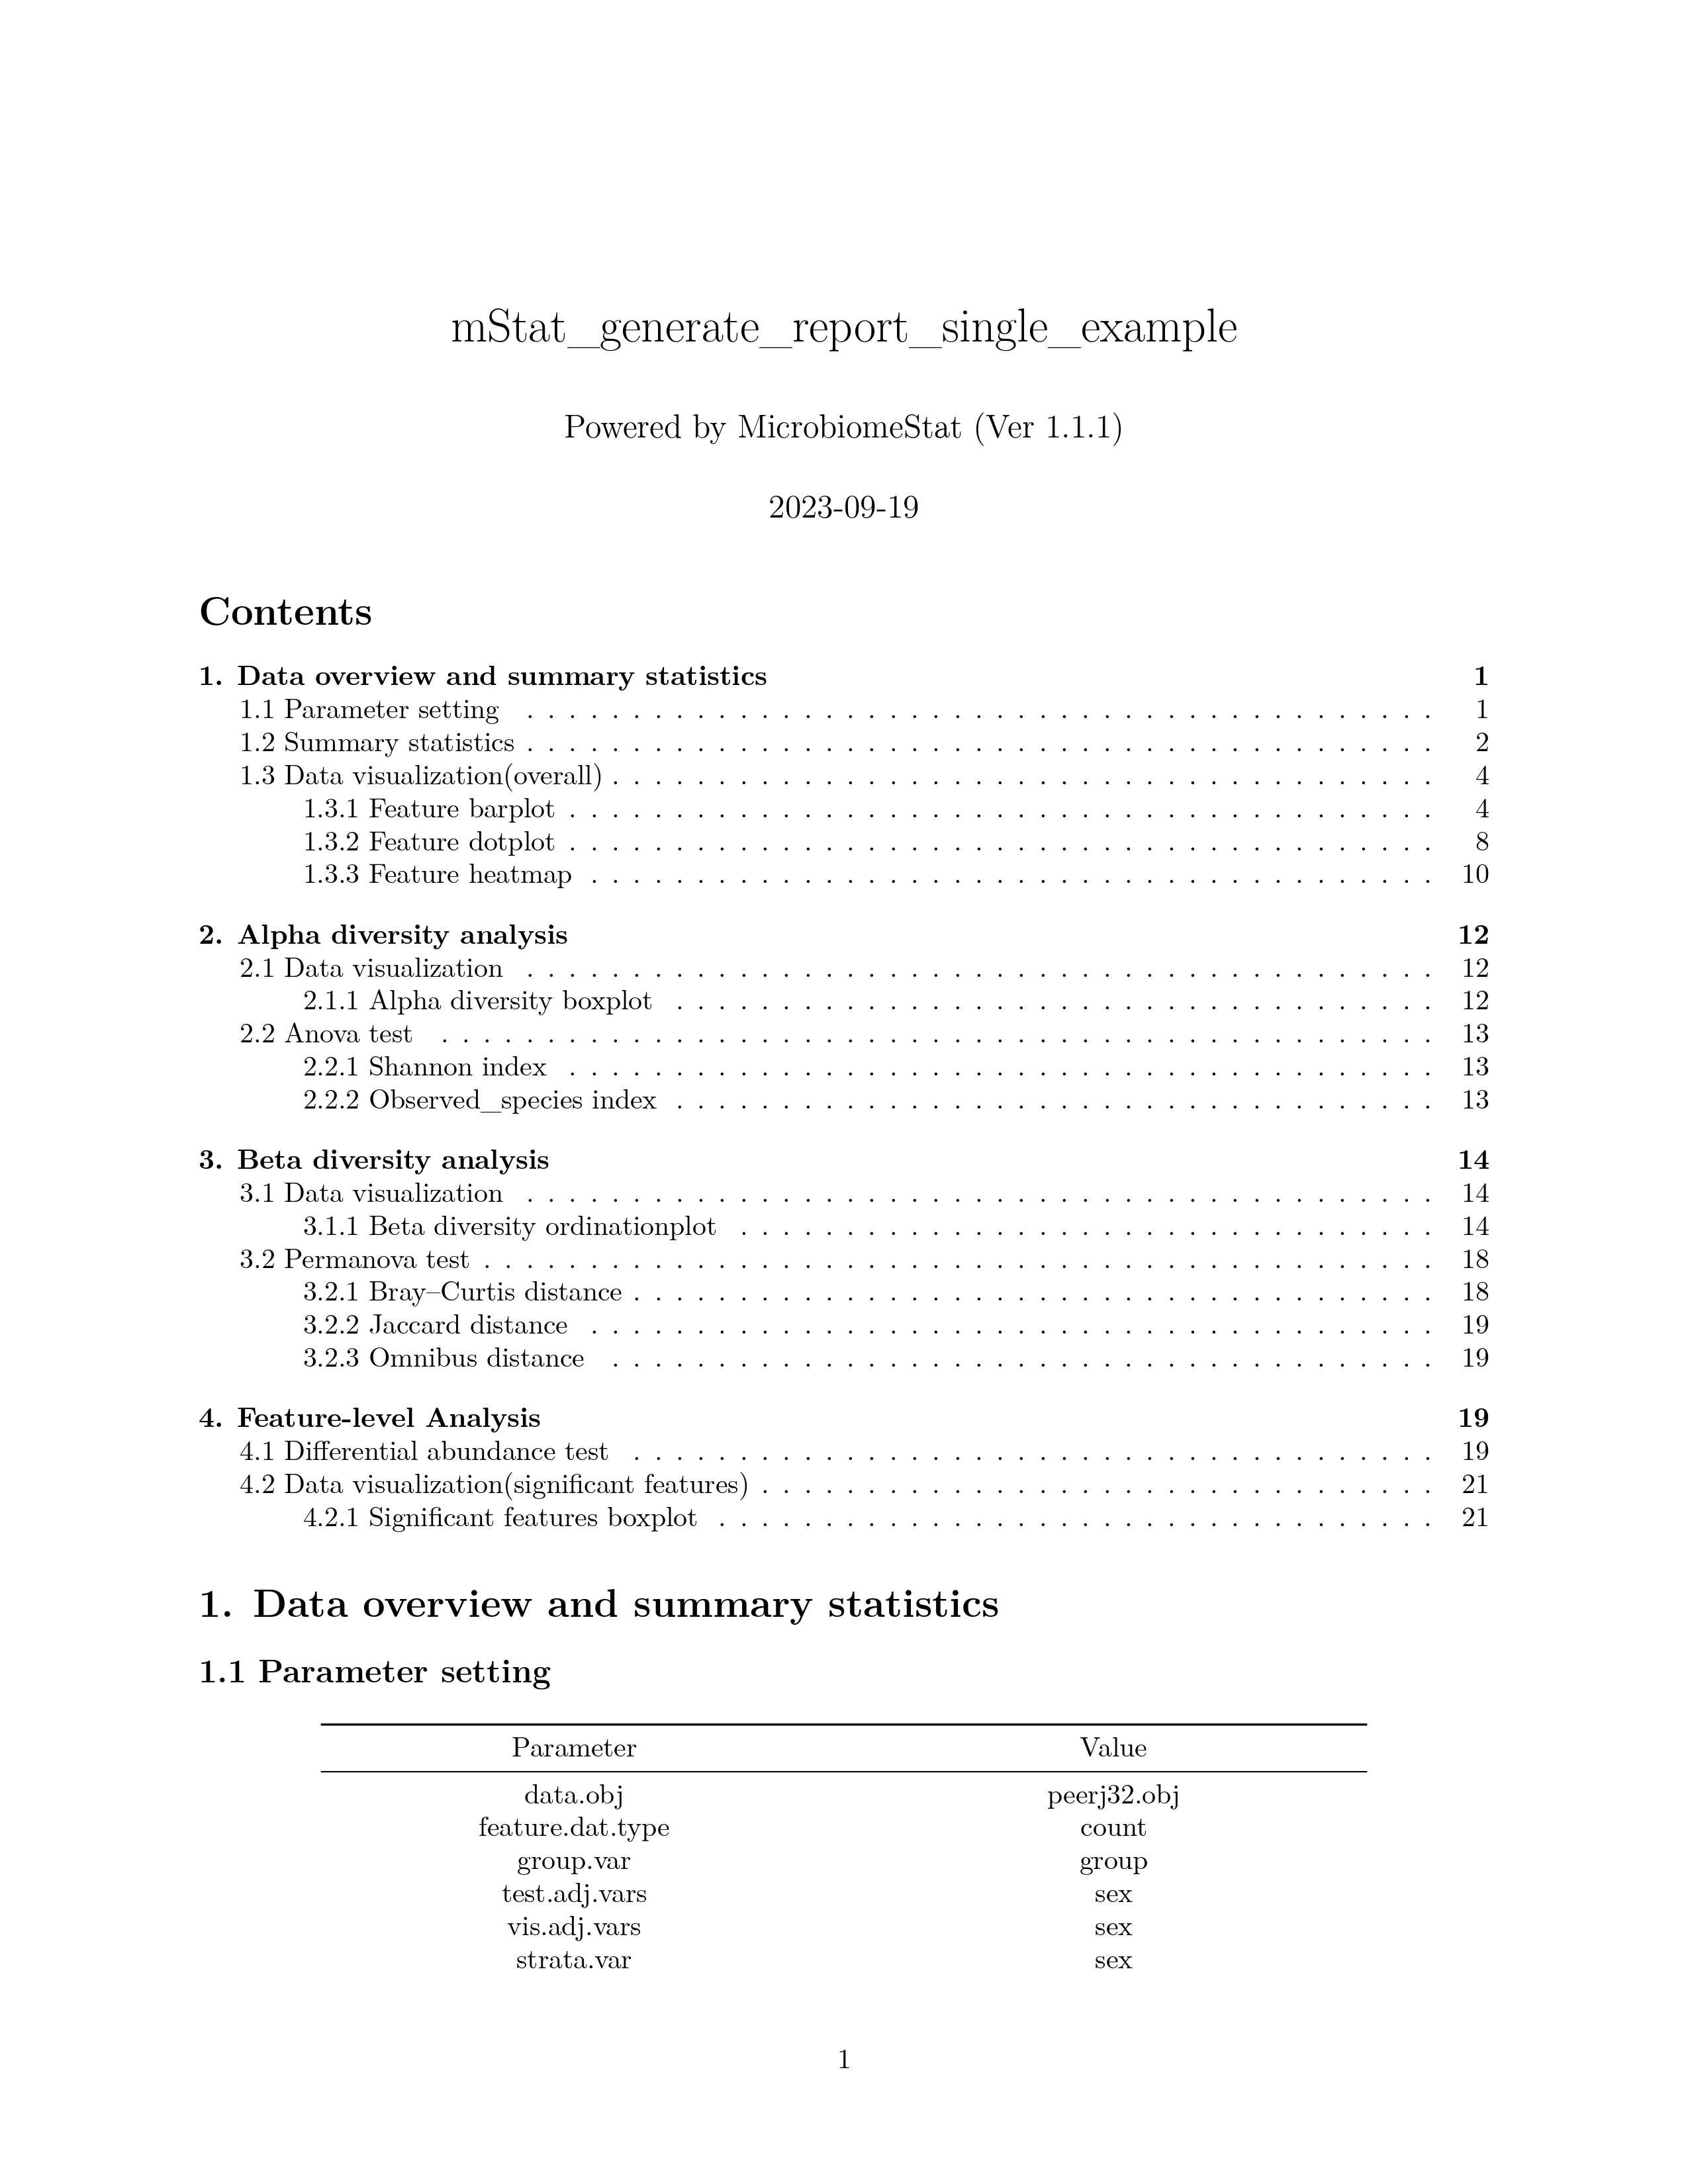 mStat_generate_report_single_example
Powered by MicrobiomeStat (Ver 1.1.1)
2023-09-19
Contents
1. Data overview and summary statistics 1
1.1 Parameter setting . . . . . . . . . . . . . . . . . . . . . . . . . . . . . . . . . . . . . . . . . . . 1
1.2 Summary statistics . . . . . . . . . . . . . . . . . . . . . . . . . . . . . . . . . . . . . . . . . . . 2
1.3 Data visualization(overall) . . . . . . . . . . . . . . . . . . . . . . . . . . . . . . . . . . . . . . . 4
1.3.1 Feature barplot . . . . . . . . . . . . . . . . . . . . . . . . . . . . . . . . . . . . . . . . . 4
1.3.2 Feature dotplot . . . . . . . . . . . . . . . . . . . . . . . . . . . . . . . . . . . . . . . . . 8
1.3.3 Feature heatmap . . . . . . . . . . . . . . . . . . . . . . . . . . . . . . . . . . . . . . . . 10
2. Alpha diversity analysis 12
2.1 Data visualization . . . . . . . . . . . . . . . . . . . . . . . . . . . . . . . . . . . . . . . . . . . 12
2.1.1 Alpha diversity boxplot . . . . . . . . . . . . . . . . . . . . . . . . . . . . . . . . . . . . 12
2.2 Anova test . . . . . . . . . . . . . . . . . . . . . . . . . . . . . . . . . . . . . . . . . . . . . . . 13
2.2.1 Shannon index . . . . . . . . . . . . . . . . . . . . . . . . . . . . . . . . . . . . . . . . . 13
2.2.2 Observed_species index . . . . . . . . . . . . . . . . . . . . . . . . . . . . . . . . . . . . 13
3. Beta diversity analysis 14
3.1 Data visualization . . . . . . . . . . . . . . . . . . . . . . . . . . . . . . . . . . . . . . . . . . . 14
3.1.1 Beta diversity ordinationplot . . . . . . . . . . . . . . . . . . . . . . . . . . . . . . . . . 14
3.2 Permanova test . . . . . . . . . . . . . . . . . . . . . . . . . . . . . . . . . . . . . . . . . . . . . 18
3.2.1 Bray–Curtis distance . . . . . . . . . . . . . . . . . . . . . . . . . . . . . . . . . . . . . . 18
3.2.2 Jaccard distance . . . . . . . . . . . . . . . . . . . . . . . . . . . . . . . . . . . . . . . . 19
3.2.3 Omnibus distance . . . . . . . . . . . . . . . . . . . . . . . . . . . . . . . . . . . . . . . 19
4. Feature-level Analysis 19
4.1 Differential abundance test . . . . . . . . . . . . . . . . . . . . . . . . . . . . . . . . . . . . . . 19
4.2 Data visualization(significant features) . . . . . . . . . . . . . . . . . . . . . . . . . . . . . . . . 21
4.2.1 Significant features boxplot . . . . . . . . . . . . . . . . . . . . . . . . . . . . . . . . . . 21
1. Data overview and summary statistics
1.1 Parameter setting
Parameter Value
data.obj peerj32.obj
feature.dat.type count
group.var group
test.adj.vars sex
vis.adj.vars sex
strata.var sex
1